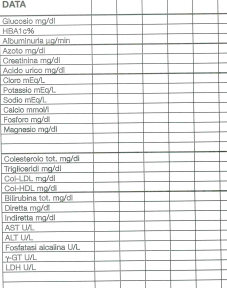 DATA
Glucosio mg/dl
HBA1c%
Albuminuria µg/min
Azoto mg/dl
Creatinina mg/dl
Acido urico mg/dl
Cloro mEq/L
Potassio mEq/L
Sodio mEq/L
Calcio mmol/l
Fosforo mg/dl
Magnesio mg/dl
Colesterolo tot. mg/dl
Trigliceridi mg/dl
Col-LDL mg/dl
Col-HDL mg/dl
Bilirubina tot. mg/dl
Diretta mg/dl
Indiretta mg/dl
AST U/L
ALT U/L
Fosfatasi alcalina U/L
γ-GT U/L
LDH U/L